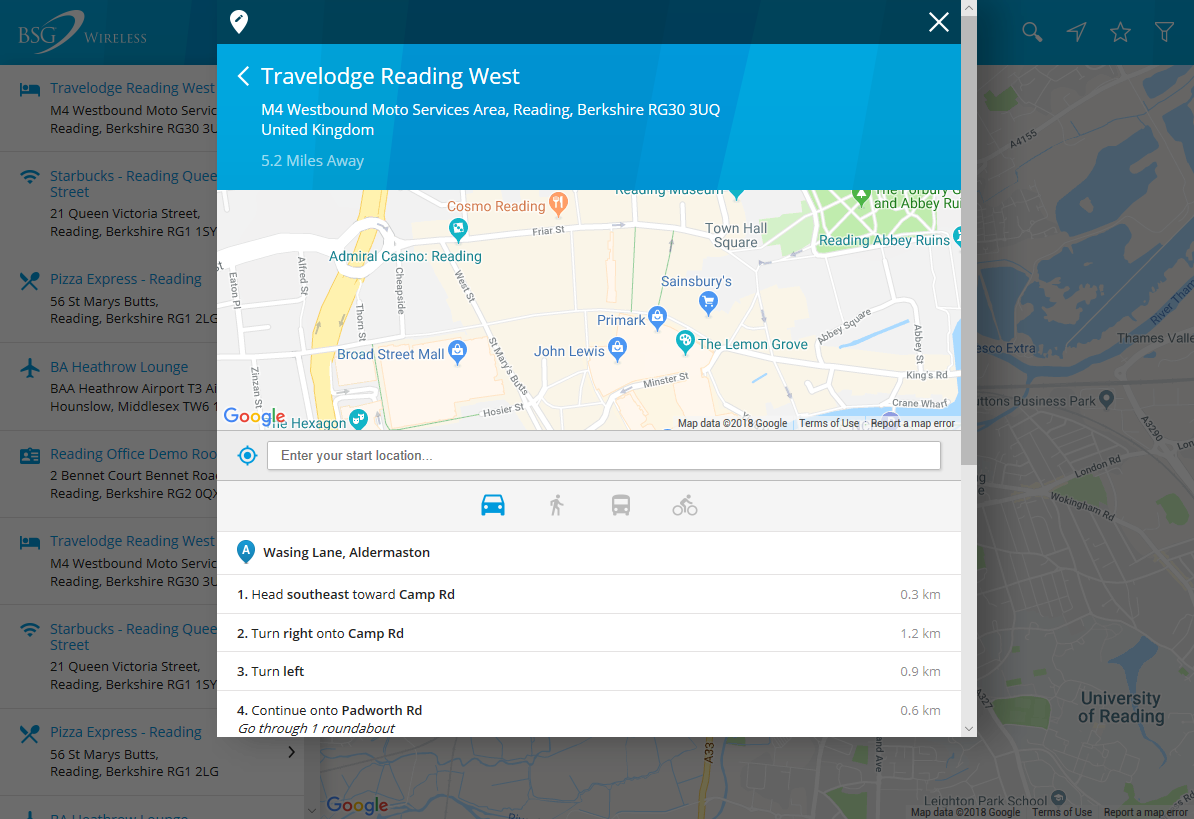 BSG WIRELESS
Travelodge Reading West
M4 Westbound Moto Servic
Reading, Berkshire RG30 3U
Starbucks - Reading Quee
Street
21 Queen Victoria Street,
Reading, Berkshire RG1 1SY
Pizza Express - Reading
56 St Marys Butts,
Reading, Berkshire RG1 2LG
BA Heathrow Lounge
BAA Heathrow Airport T3 Ai
Hounslow, Middlesex TW6 1
Reading Office Demo Roo
2 Bennet Court Bennet Road
Reading, Berkshire RG2 0QX
Travelodge Reading West
M4 Westbound Moto Servic
Reading, Berkshire RG30 3U
Starbucks - Reading Quee
Street
21 Queen Victoria Street,
Reading, Berkshire RG1 1SY
Pizza Express - Reading
56 St Marys Butts,
Reading, Berkshire RG1 2LG
BA Heathrow Lounge
Travelodge Reading West
M4 Westbound Moto Services Area, Reading, Berkshire RG30 3UQ
United Kingdom
5.2 Miles Away
Reading Museum
The Forbury G
and Abbey Rui
Cosmo Reading
Friar St
Town Hall
Square
Reading Abbey Ruins
Admiral Casino: Reading
Alfred St
Eaton Pl
Cheapside
West St
Sainsbury's
Thorn St
Primark
Abbey Square
Abbey St
Broad Street Mall
John Lewis
The Lemon Grove
St Mary's Butts
Zinzan St
Minster St
King's Rd
Hosier St
Crane Wharf
Google
The Hexagon
Map data ©2018 Google
Terms of Use
Report a map error
Enter your start location...
A Wasing Lane, Aldermaston
1. Head southeast toward Camp Rd 0.3 km
2. Turn right onto Camp Rd 1.2 km
3. Turn left 0.9 km
4. Continue onto Padworth Rd 0.6 km
Go through 1 roundabout
A4155
River Tham
Thames Valle
esco Extra
uttons Business Park
A3290
London Rd
Wokingham Rd
A327
University
of Reading
A33
Leighton Park School
Google
Map data ©2018 Google
Terms of Use
Report a map error